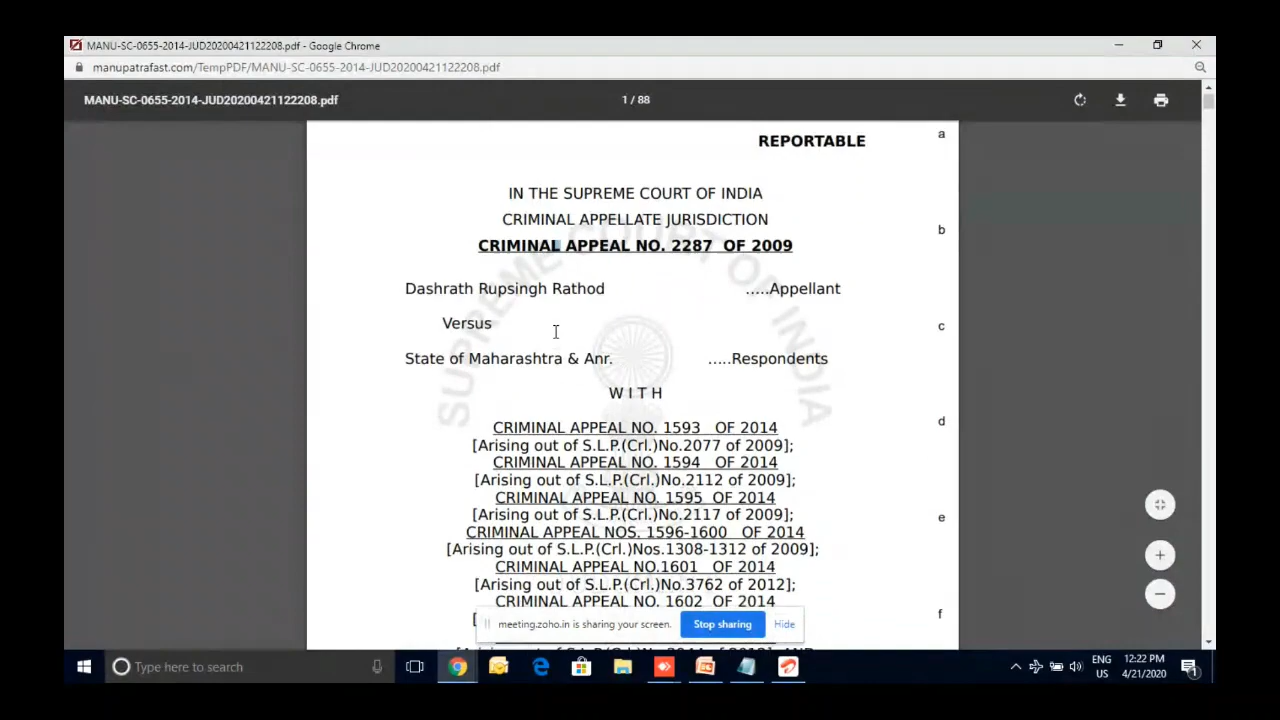 MANU-SC-0655-2014-JUD20200421122208.pdf - Google Chrome
manupatrafast.com/TempPDF/MANU-SC-0655-2014-JUD20200421122208.pdf
MANU-SC-0655-2014-JUD20200421122208.pdf 1 / 88
REPORTABLE a
IN THE SUPREME COURT OF INDIA
CRIMINAL APPELLATE JURISDICTION b
CRIMINAL APPEAL NO. 2287 OF 2009
SUPREME COURT OF INDIA
Dashrath Rupsingh Rathod .....Appellant
Versus c
State of Maharashtra & Anr. .....Respondents
W I T H
CRIMINAL APPEAL NO. 1593 OF 2014 d
[Arising out of S.L.P.(Crl.)No.2077 of 2009];
CRIMINAL APPEAL NO. 1594 OF 2014
[Arising out of S.L.P.(Crl.)No.2112 of 2009];
CRIMINAL APPEAL NO. 1595 OF 2014
[Arising out of S.L.P.(Crl.)No.2117 of 2009]; e
CRIMINAL APPEAL NOS. 1596-1600 OF 2014
[Arising out of S.L.P.(Crl.)Nos.1308-1312 of 2009];
CRIMINAL APPEAL NO.1601 OF 2014
[Arising out of S.L.P.(Crl.)No.3762 of 2012];
CRIMINAL APPEAL NO. 1602 OF 2014 f
meeting.zoho.in is sharing your screen. Stop sharing Hide
Type here to search
ENG 12:22 PM
US 4/21/2020 1